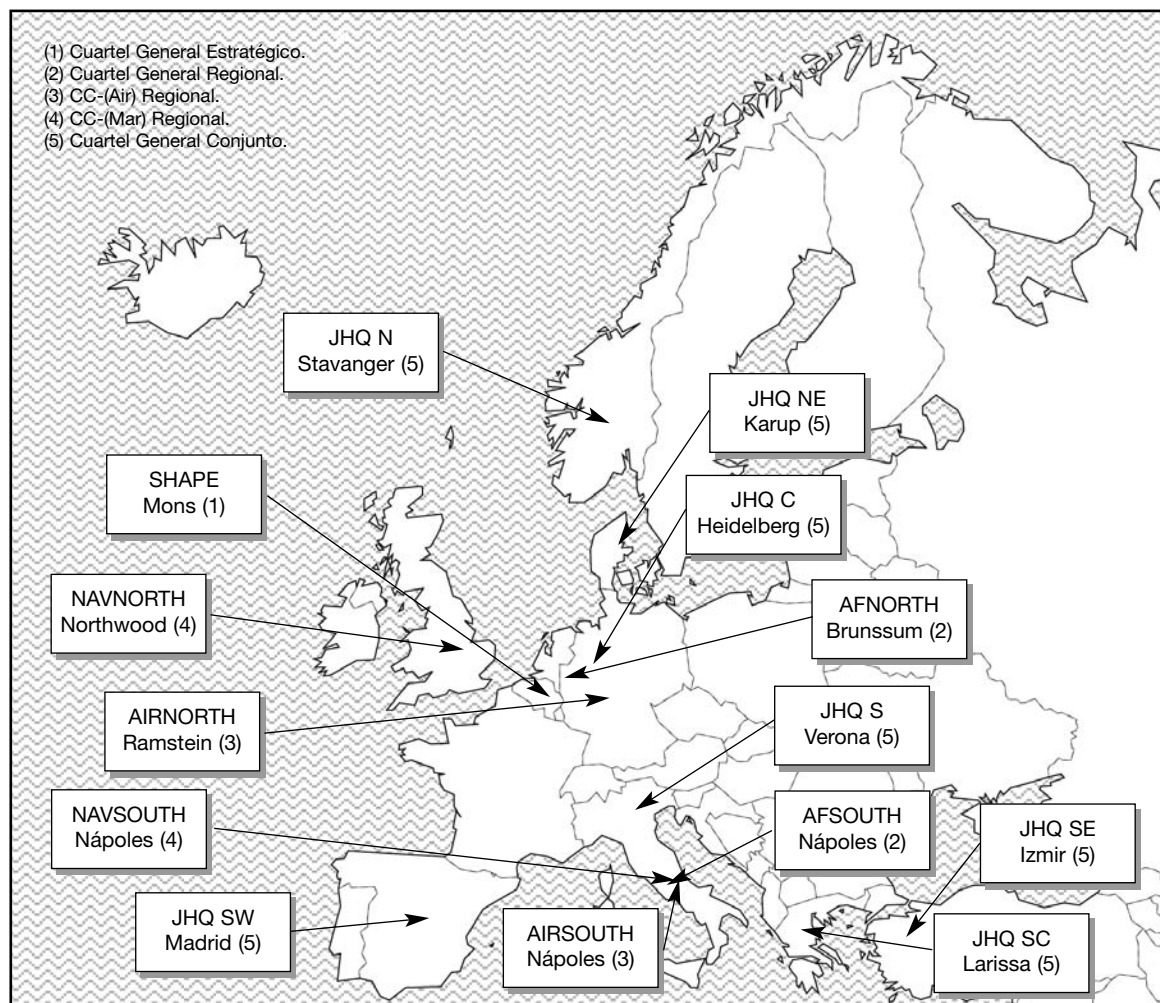 (1) Cuartel General Estratégico.
(2) Cuartel General Regional.
(3) CC-(Air) Regional.
(4) CC-(Mar) Regional.
(5) Cuartel General Conjunto.
JHQ N
Stavanger (5)
JHQ NE
Karup (5)
SHAPE
Mons (1)
JHQ C
Heidelberg (5)
NAVNORTH
Northwood (4)
AFNORTH
Brunssum (2)
AIRNORTH
Ramstein (3)
JHQ S
Verona (5)
NAVSOUTH
Nápoles (4)
AFSOUTH
Nápoles (2)
JHQ SE
Izmir (5)
JHQ SW
Madrid (5)
AIRSOUTH
Nápoles (3)
JHQ SC
Larissa (5)